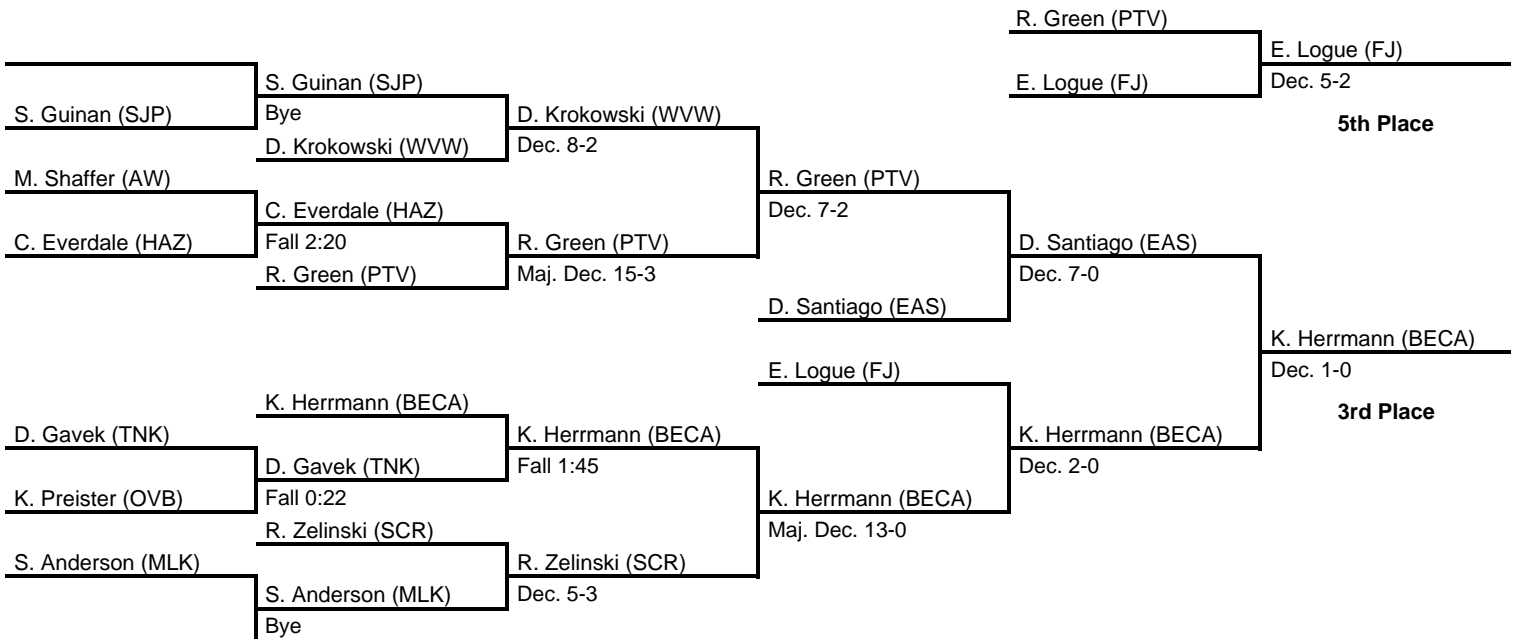 R. Green (PTV)
E. Logue (FJ)
S. Guinan (SJP)
E. Logue (FJ)
Dec. 5-2
S. Guinan (SJP)
Bye
D. Krokowski (WVW)
5th Place
D. Krokowski (WVW)
Dec. 8-2
M. Shaffer (AW)
R. Green (PTV)
C. Everdale (HAZ)
Dec. 7-2
C. Everdale (HAZ)
Fall 2:20
R. Green (PTV)
D. Santiago (EAS)
R. Green (PTV)
Maj. Dec. 15-3
Dec. 7-0
D. Santiago (EAS)
K. Herrmann (BECA)
E. Logue (FJ)
Dec. 1-0
K. Herrmann (BECA)
3rd Place
D. Gavek (TNK)
K. Herrmann (BECA)
K. Herrmann (BECA)
D. Gavek (TNK)
Fall 1:45
Dec. 2-0
K. Preister (OVB)
Fall 0:22
K. Herrmann (BECA)
R. Zelinski (SCR)
Maj. Dec. 13-0
S. Anderson (MLK)
R. Zelinski (SCR)
S. Anderson (MLK)
Dec. 5-3
Bye